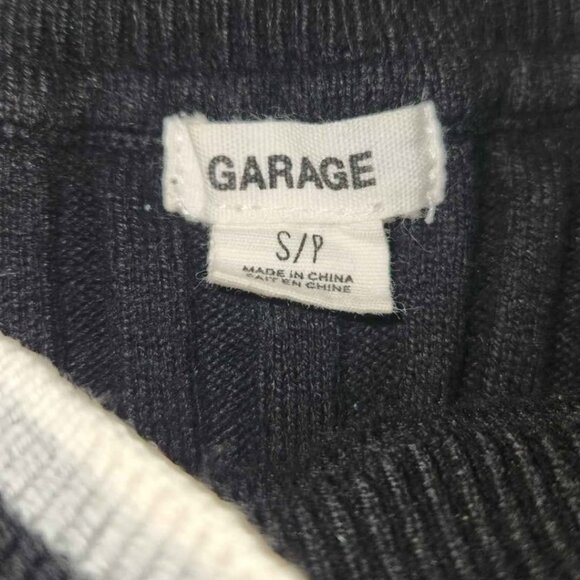 GARAGE
S/P
MADE IN CHINA
FAIT EN CHINE